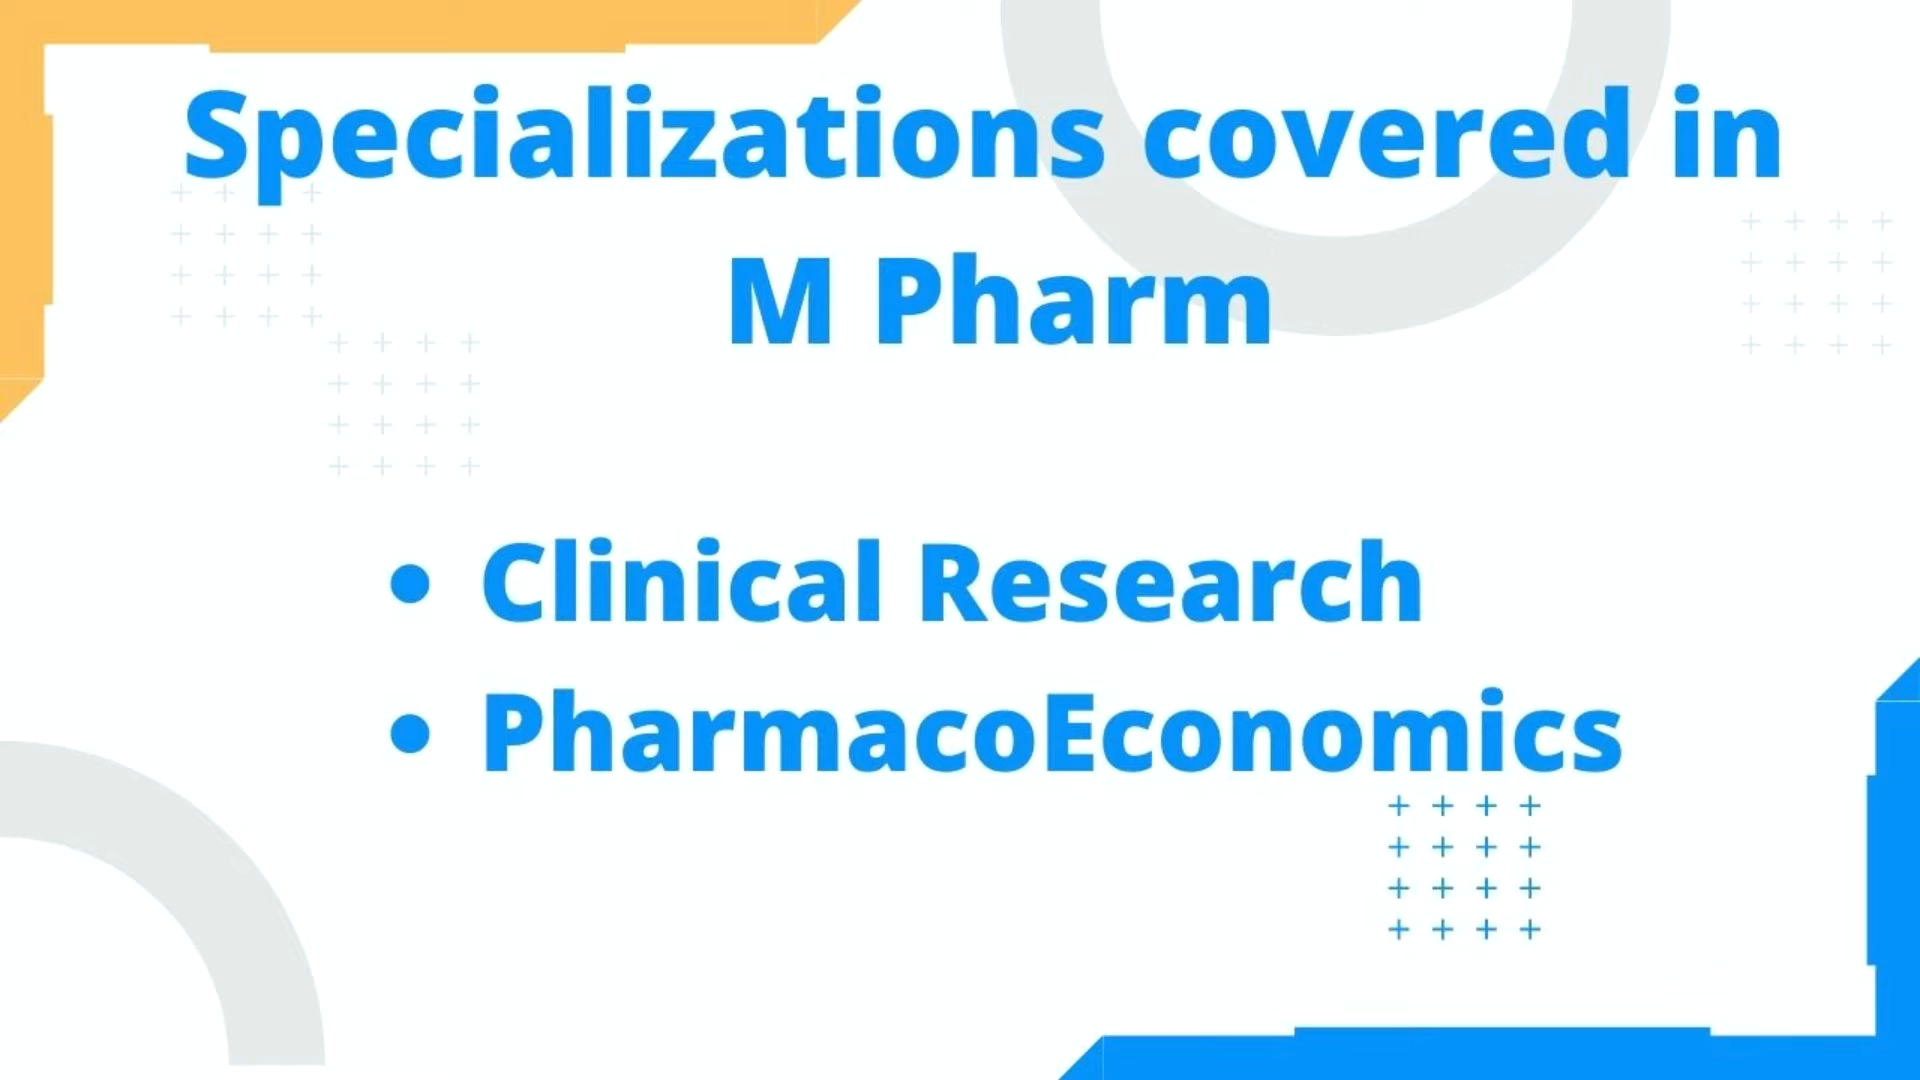 Specializations covered in
M Pharm
• Clinical Research
• PharmacoEconomics